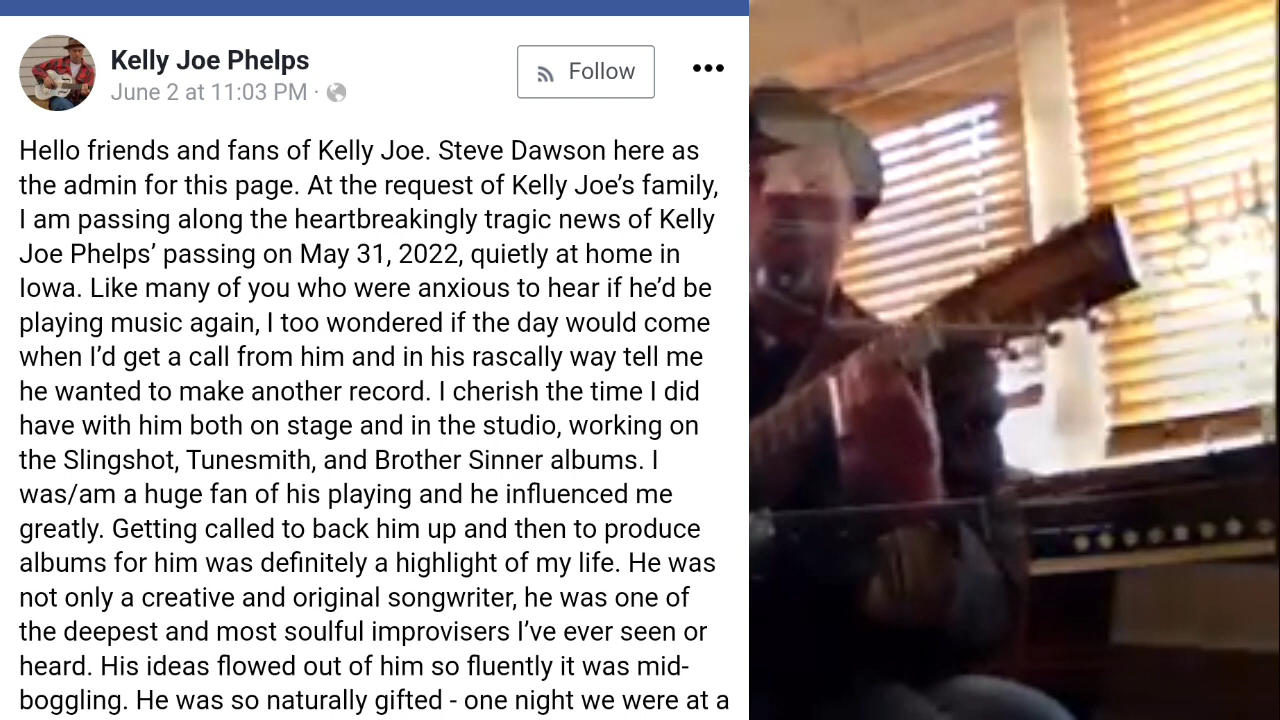 Kelly Joe Phelps
June 2 at 11:03 PM ·
Follow
Hello friends and fans of Kelly Joe. Steve Dawson here as
the admin for this page. At the request of Kelly Joe’s family,
I am passing along the heartbreakingly tragic news of Kelly
Joe Phelps’ passing on May 31, 2022, quietly at home in
Iowa. Like many of you who were anxious to hear if he’d be
playing music again, I too wondered if the day would come
when I’d get a call from him and in his rascally way tell me
he wanted to make another record. I cherish the time I did
have with him both on stage and in the studio, working on
the Slingshot, Tunesmith, and Brother Sinner albums. I
was/am a huge fan of his playing and he influenced me
greatly. Getting called to back him up and then to produce
albums for him was definitely a highlight of my life. He was
not only a creative and original songwriter, he was one of
the deepest and most soulful improvisers I’ve ever seen or
heard. His ideas flowed out of him so fluently it was mid-
boggling. He was so naturally gifted - one night we were at a